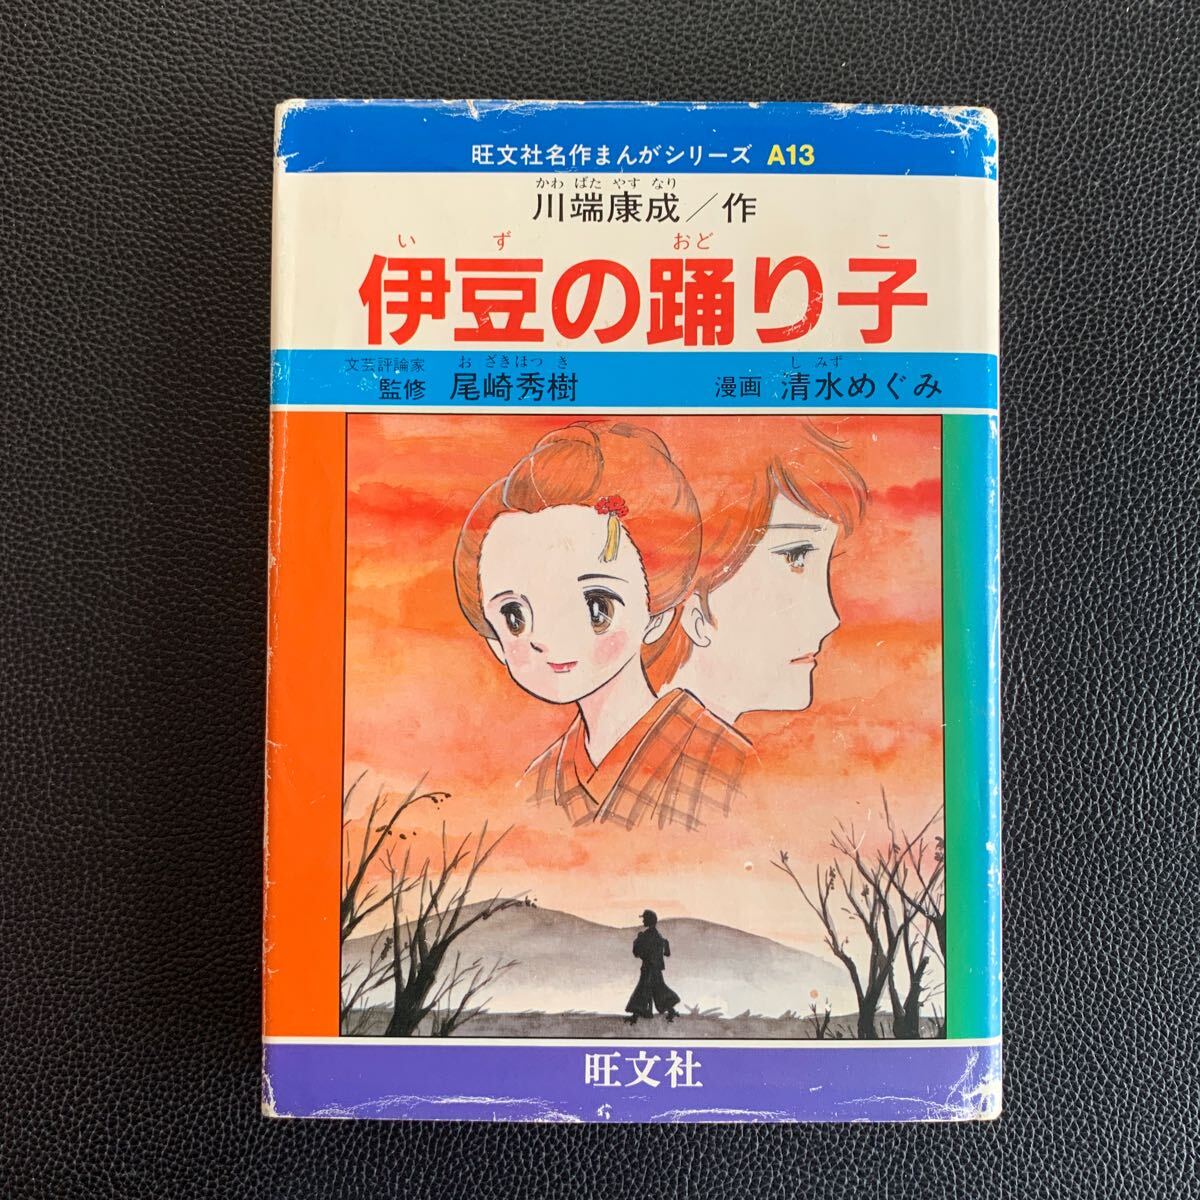 旺文社名作まんがシリーズ A13
かわ ばた やす なり
川端康成/作
い ず おど こ
伊豆の踊り子
お ざき ほつ き し みず
文芸評論家
監修 尾崎秀樹 漫画 清水めぐみ
旺文社